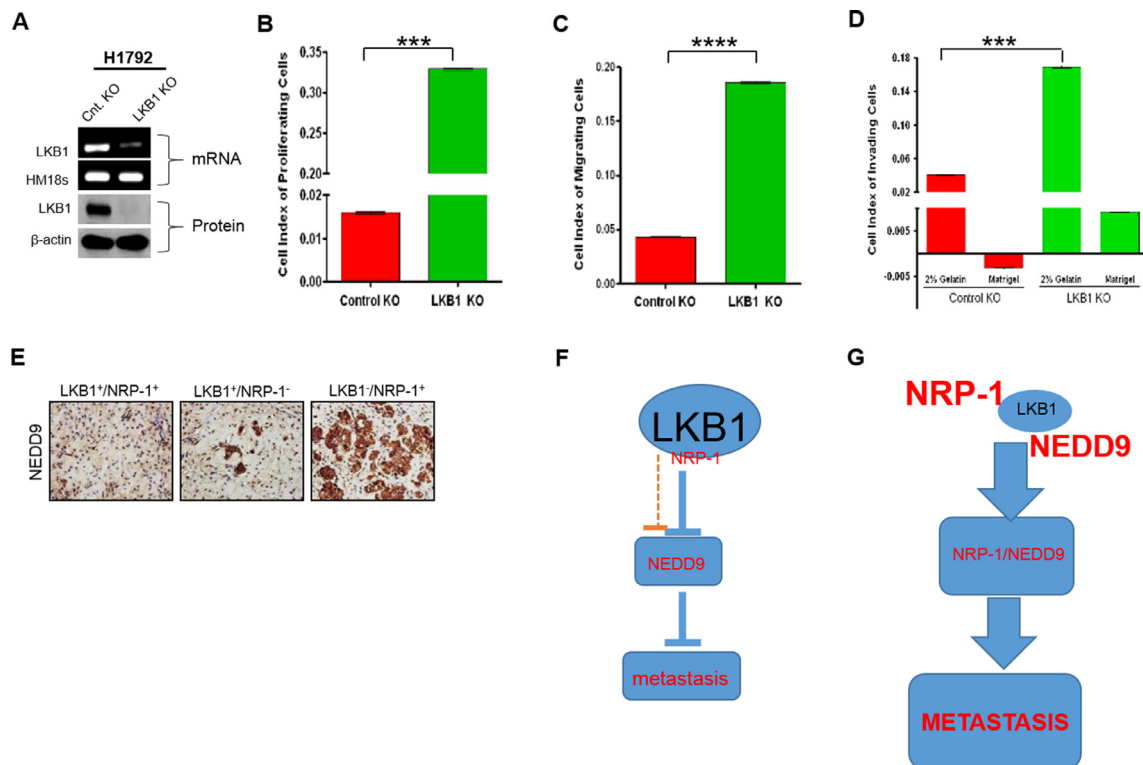 A
H1792
Cnt. KO
LKB1 KO
LKB1
HM18s
mRNA
LKB1
β-actin
Protein
B
***
Cell Index of Proliferating Cells
0.35
0.30
0.25
0.20
0.02
0.01
0.00
Control KO
LKB1 KO
C
****
Cell Index of Migrating Cells
0.20
0.15
0.10
0.05
0.00
Control KO
LKB1 KO
D
***
Cell Index of Invading Cells
0.18
0.14
0.10
0.06
0.02
0.005
-0.005
2% Gelatin
Matrigel
2% Gelatin
Matrigel
Control KO
LKB1 KO
E
LKB1⁺/NRP-1⁺
LKB1⁺/NRP-1⁻
LKB1⁻/NRP-1⁺
NEDD9
F
LKB1
NRP-1
NEDD9
metastasis
G
NRP-1
LKB1
NEDD9
NRP-1/NEDD9
METASTASIS